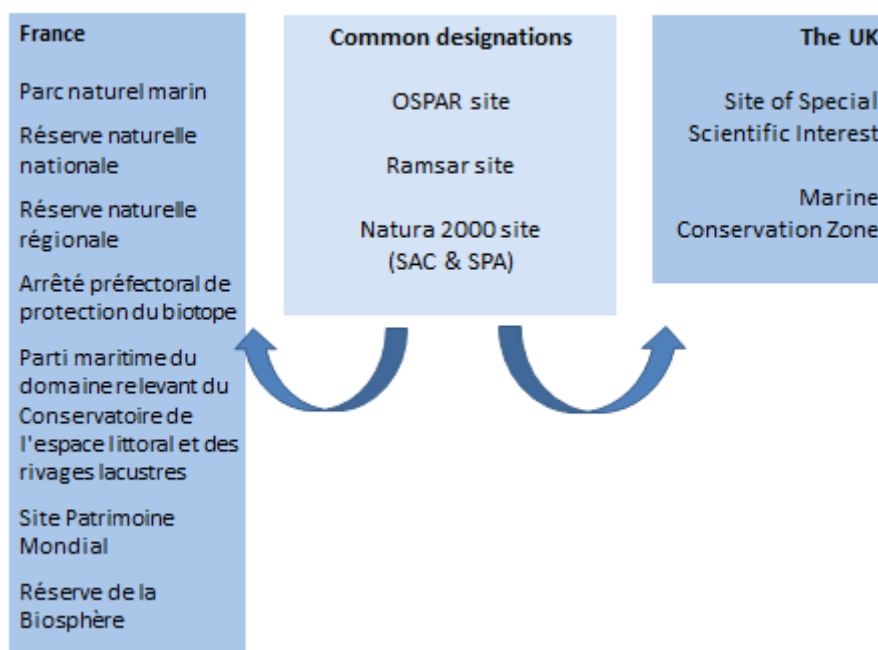 France
Parc naturel marin
Réserve naturelle
nationale
Réserve naturelle
régionale
Arrêté préfectoral de
protection du biotope
Parti maritime du
domaine relevant du
Conservatoire de
l'espace littoral et des
rivages lacustres
Site Patrimoine
Mondial
Réserve de la
Biosphère
Common designations
OSPAR site
Ramsar site
Natura 2000 site
(SAC & SPA)
The UK
Site of Special
Scientific Interest
Marine
Conservation Zone